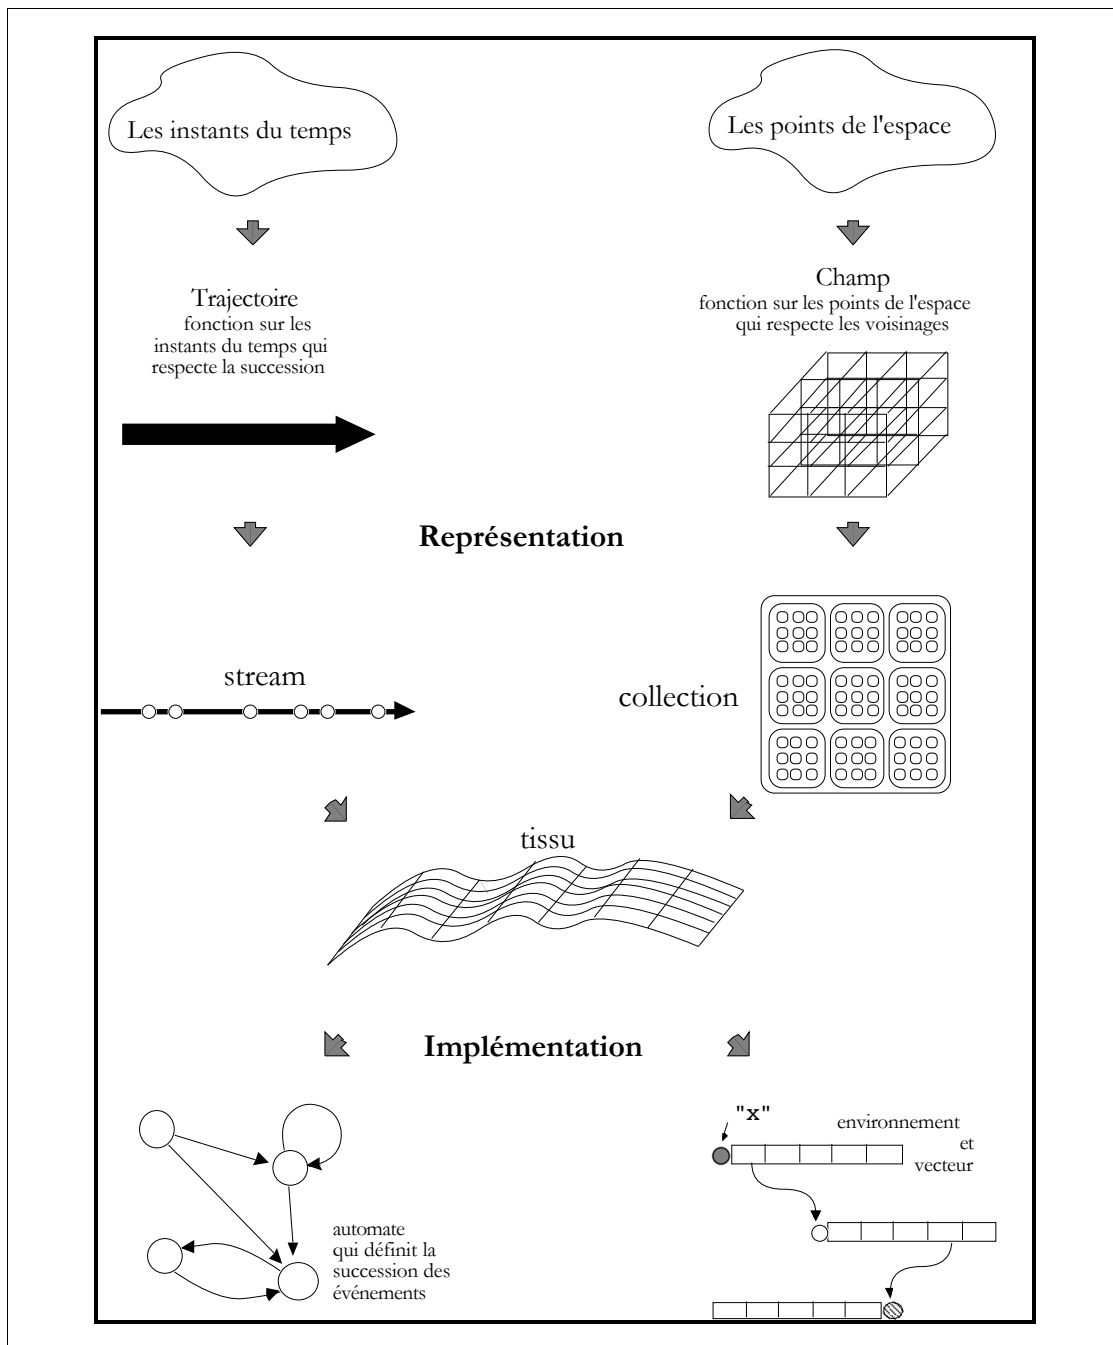 Les instants du temps
Les points de l'espace
Trajectoire
fonction sur les
instants du temps qui
respecte la succession
Champ
fonction sur les points de l'espace
qui respecte les voisinages
Représentation
stream
collection
tissu
Implémentation
automate
qui définit la
succession des
événements
"x"
environnement
et
vecteur